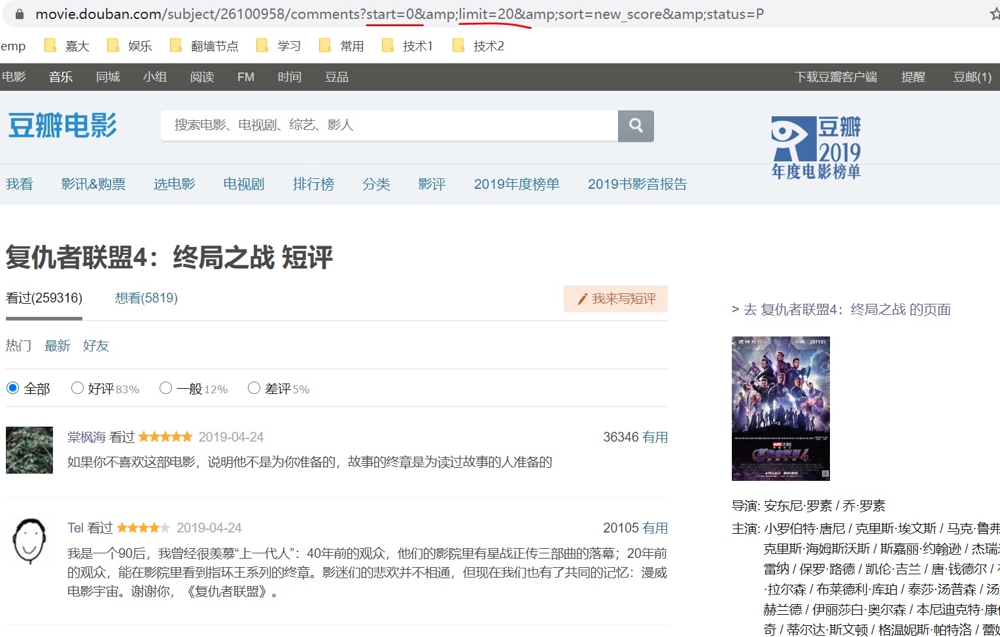 movie.douban.com/subject/26100958/comments?start=0&amp;limit=20&amp;sort=new_score&amp;status=P
emp 嘉大 娱乐 翻墙节点 学习 常用 技术1 技术2
电影 音乐 同城 小组 阅读 FM 时间 豆品 下载豆瓣客户端 提醒 豆邮(1)
豆瓣电影
搜索电影、电视剧、综艺、影人
豆瓣
2019
年度电影榜单
我看 影讯&购票 选电影 电视剧 排行榜 分类 影评 2019年度榜单 2019书影音报告
复仇者联盟4：终局之战 短评
看过(259316) 想看(5819) 我来写短评
> 去 复仇者联盟4：终局之战 的页面
热门 最新 好友
全部 好评 83% 一般 12% 差评 5%
棠枫海 看过 2019-04-24 36346 有用
如果你不喜欢这部电影，说明他不是为你准备的，故事的终章是为读过故事的人准备的
Tel 看过 2019-04-24 20105 有用
我是一个90后，我曾经很羡慕“上一代人”：40年前的观众，他们的影院里有星战正传三部曲的落幕；20年前
的观众，能在影院里看到指环王系列的终章。影迷们的悲欢并不相通，但现在我们也有了共同的记忆：漫威
电影宇宙。谢谢你，《复仇者联盟》。
复仇者联盟4
导演: 安东尼·罗素 / 乔·罗素
主演: 小罗伯特·唐尼 / 克里斯·埃文斯 / 马克·鲁弗
克里斯·海姆斯沃斯 / 斯嘉丽·约翰逊 / 杰瑞
雷纳 / 保罗·路德 / 凯伦·吉兰 / 唐·钱德尔 /
·拉尔森 / 布莱德利·库珀 / 泰莎·汤普森 / 汤
赫兰德 / 伊丽莎白·奥尔森 / 本尼迪克特·康
奇 / 蒂尔达·斯文顿 / 格温妮斯·帕特洛 / 蕾